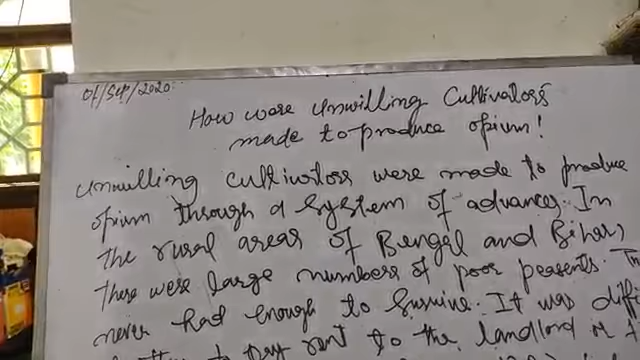 01/Sep/2020
How were Unwilling Cultivators
made to produce opium!
Unwilling cultivators were made to produce
opium through a system of advances. In
the rural areas of Bengal and Bihar,
there were large numbers of poor peasents.
never had enough to survive. It was
to pay rent to the landlord